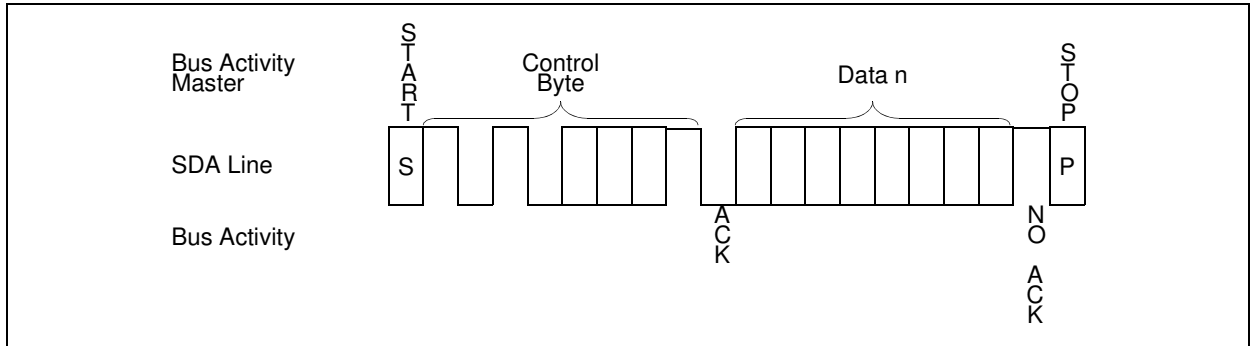 Bus Activity
Master
START
Control
Byte
Data n
STOP
SDA Line
S
P
Bus Activity
ACK
NO ACK